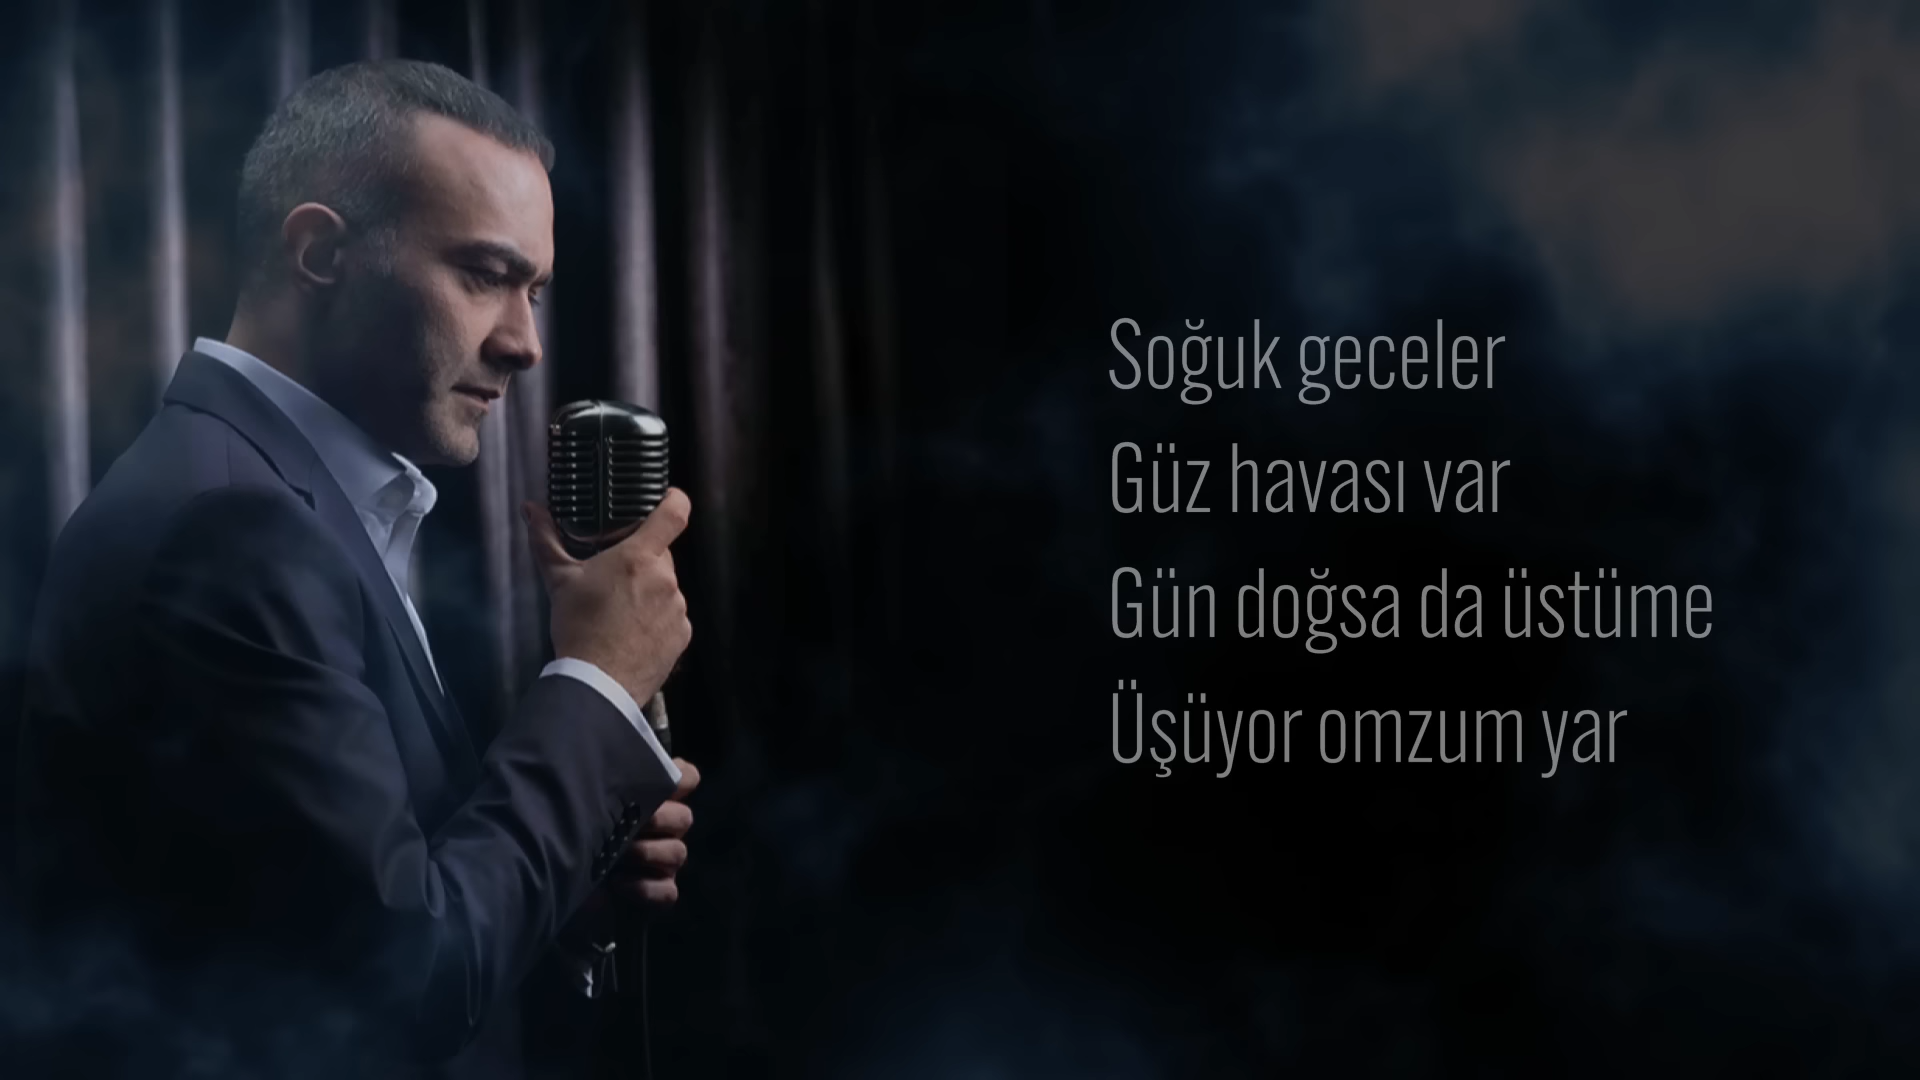 Soğuk geceler
Güz havası var
Gün doğsa da üstüme
Üşüyor omzum yar